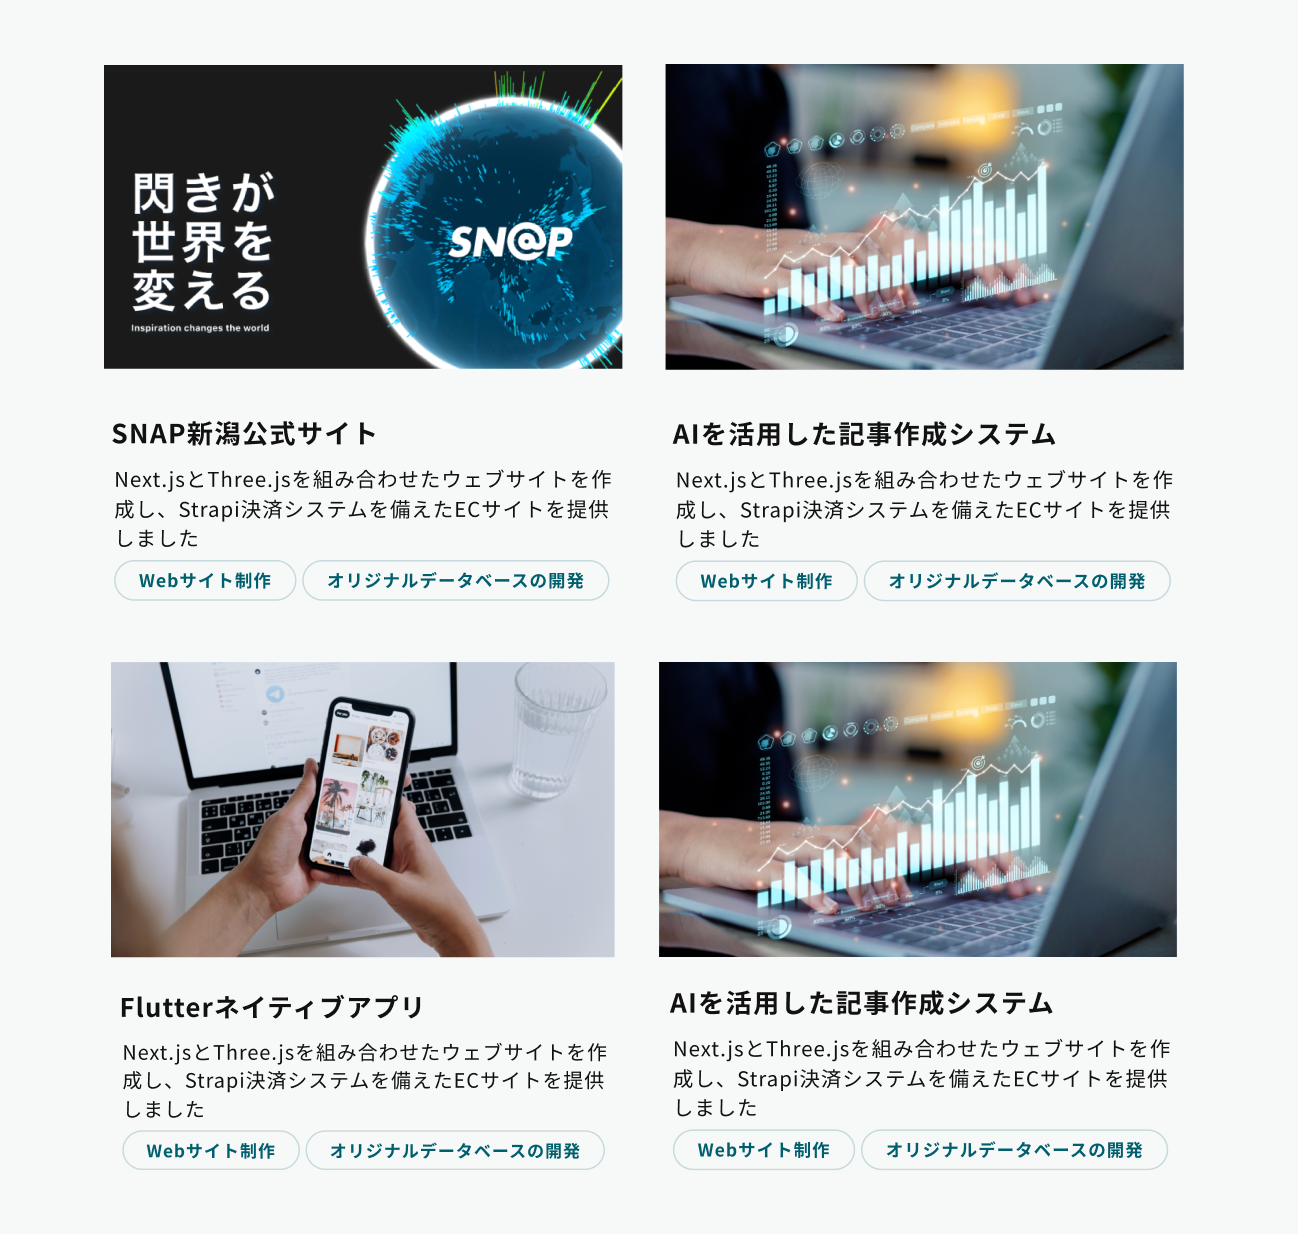 閃きが
世界を
変える
Inspiration changes the world
SN@P
SNAP新潟公式サイト
Next.jsとThree.jsを組み合わせたウェブサイトを作
成し、Strapi決済システムを備えたECサイトを提供
しました
Webサイト制作
オリジナルデータベースの開発
AIを活用した記事作成システム
Next.jsとThree.jsを組み合わせたウェブサイトを作
成し、Strapi決済システムを備えたECサイトを提供
しました
Webサイト制作
オリジナルデータベースの開発
Flutterネイティブアプリ
Next.jsとThree.jsを組み合わせたウェブサイトを作
成し、Strapi決済システムを備えたECサイトを提供
しました
Webサイト制作
オリジナルデータベースの開発
AIを活用した記事作成システム
Next.jsとThree.jsを組み合わせたウェブサイトを作
成し、Strapi決済システムを備えたECサイトを提供
しました
Webサイト制作
オリジナルデータベースの開発